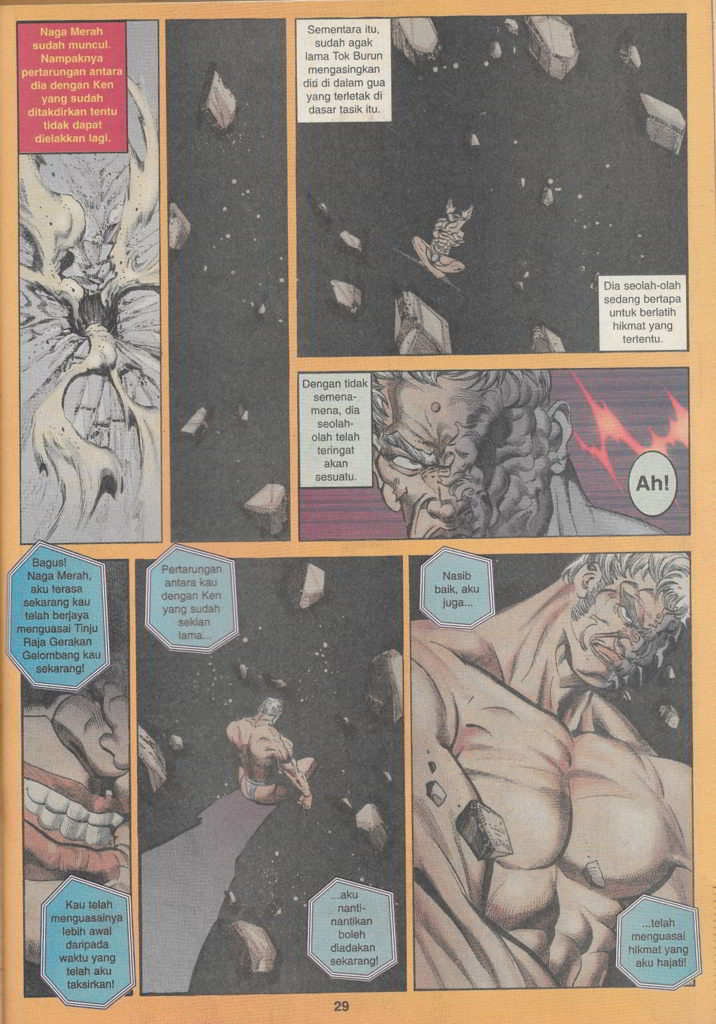 Naga Merah
sudah muncul.
Nampaknya
pertarungan antara
dia dengan Ken
yang sudah
ditakdirkan tentu
tidak dapat
dielakkan lagi.
Sementara itu,
sudah agak
lama Tok Burun
mengasingkan
diri di dalam gua
yang terletak di
dasar tasik itu.
Dia seolah-olah
sedang bertapa
untuk berlatih
hikmat yang
tertentu.
Dengan tidak
semena-
mena, dia
seolah-
olah telah
teringat
akan
sesuatu.
Ah!
Bagus!
Naga Merah,
aku terasa
sekarang kau
telah berjaya
menguasai Tinju
Raja Gerakan
Gelombang kau
sekarang!
Kau telah
menguasainya
lebih awal
daripada
waktu yang
telah aku
taksirkan!
Pertarungan
antara kau
dengan Ken
yang sudah
sekian
lama...
...aku
nanti-
nantikan
boleh
diadakan
sekarang!
Nasib
baik, aku
juga...
...telah
menguasai
hikmat yang
aku hajati!
29